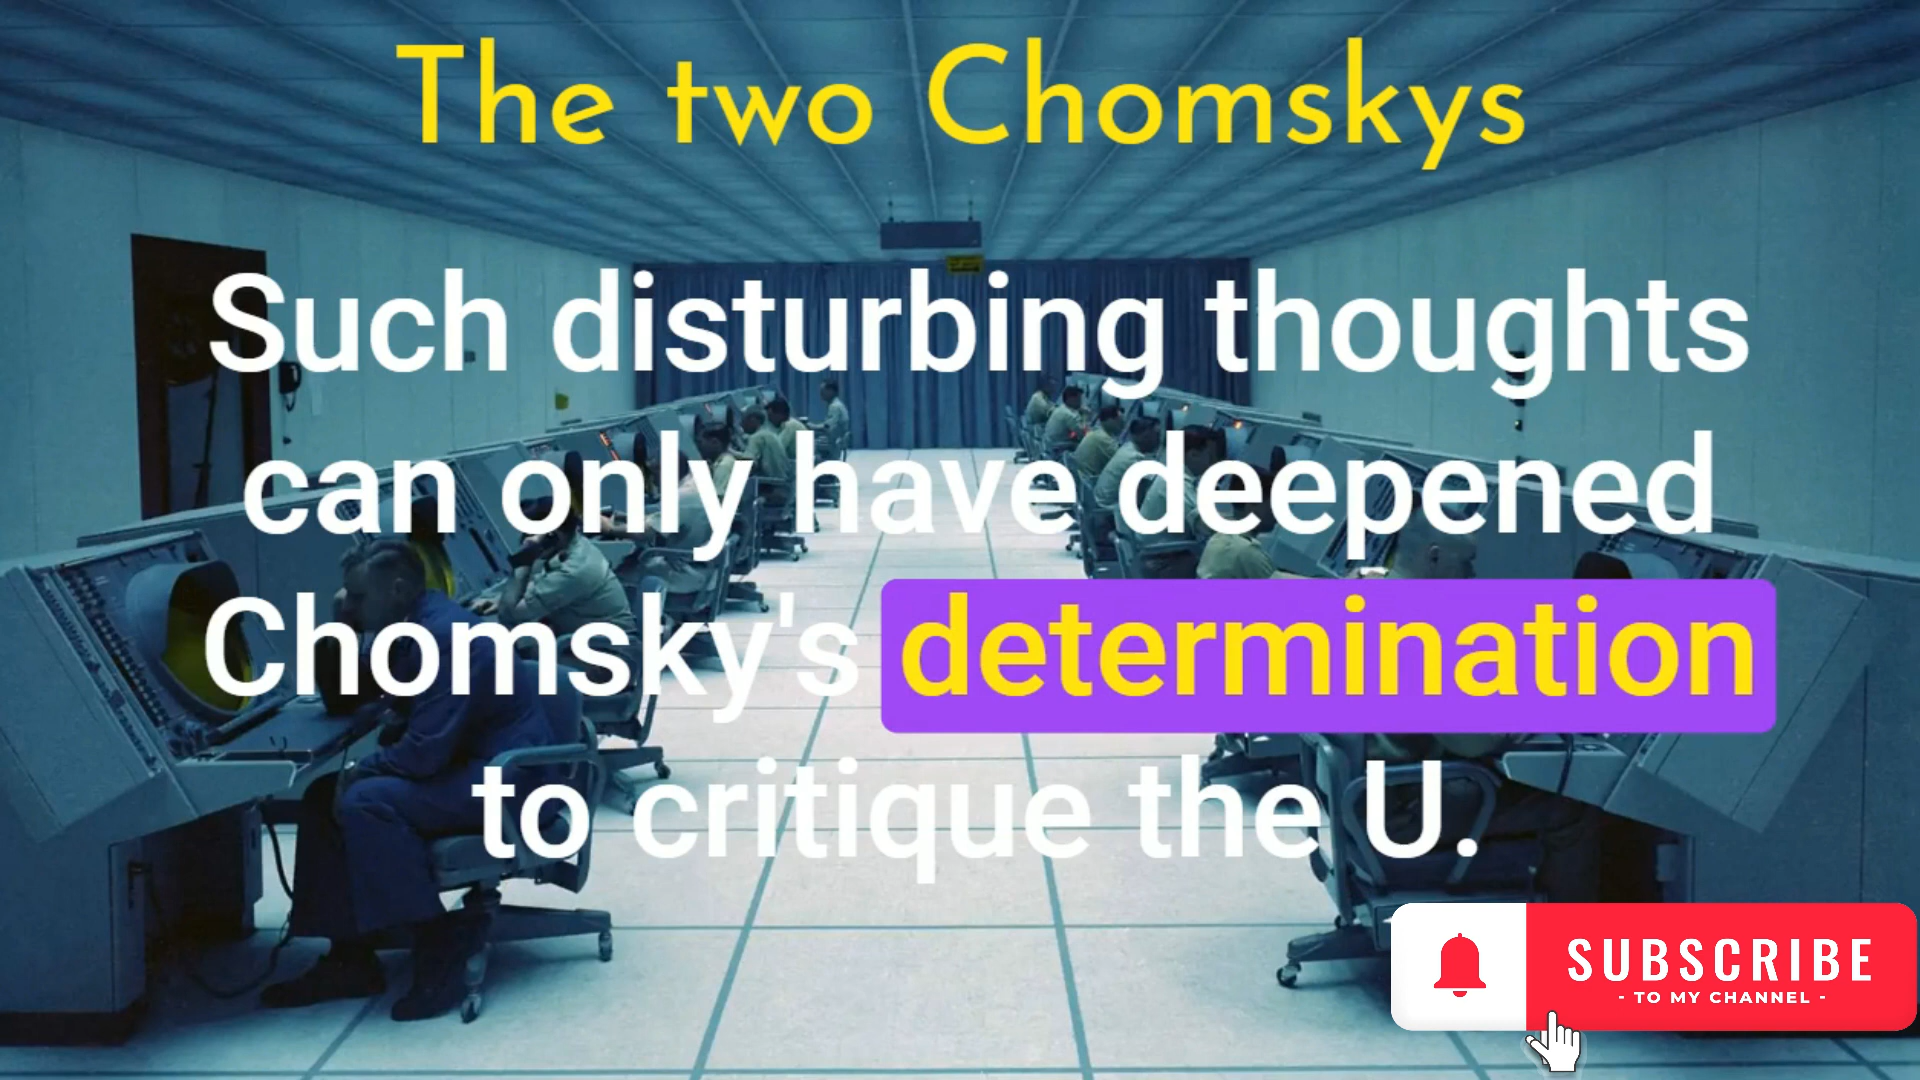 The two Chomskys
Such disturbing thoughts
can only have deepened
Chomsky's determination
to critique the U.
SUBSCRIBE
- TO MY CHANNEL -